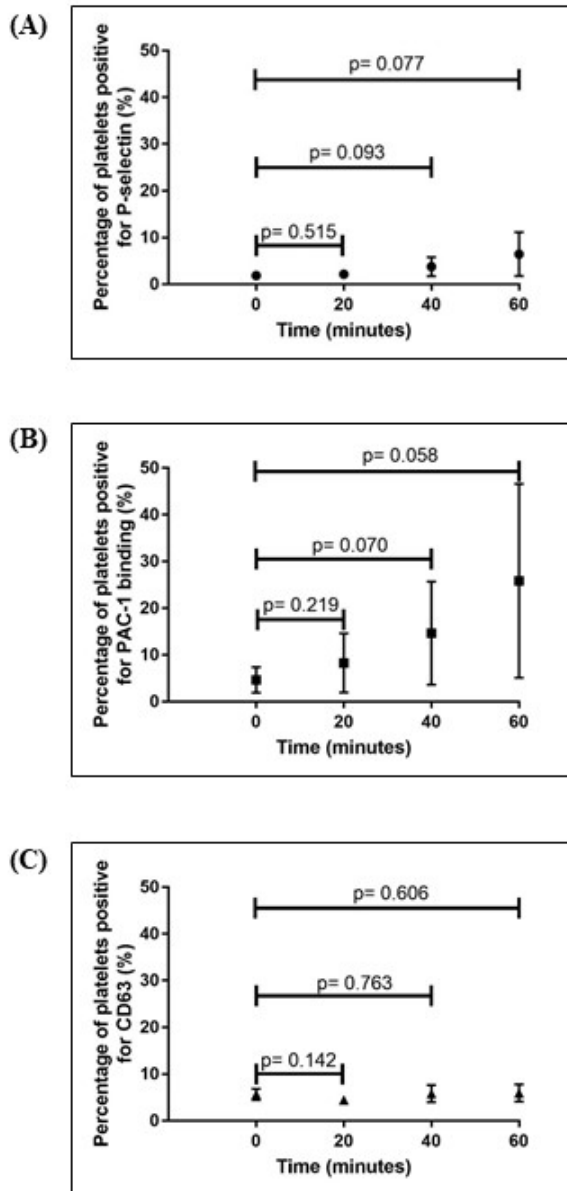 (A)
Percentage of platelets positive
for P-selectin (%)
50
40
30
20
10
0
p= 0.077
p= 0.093
p= 0.515
0 20 40 60
Time (minutes)
(B)
Percentage of platelets positive
for PAC-1 binding (%)
50
40
30
20
10
0
p= 0.058
p= 0.070
p= 0.219
0 20 40 60
Time (minutes)
(C)
Percentage of platelets positive
for CD63 (%)
50
40
30
20
10
0
p= 0.606
p= 0.763
p= 0.142
0 20 40 60
Time (minutes)